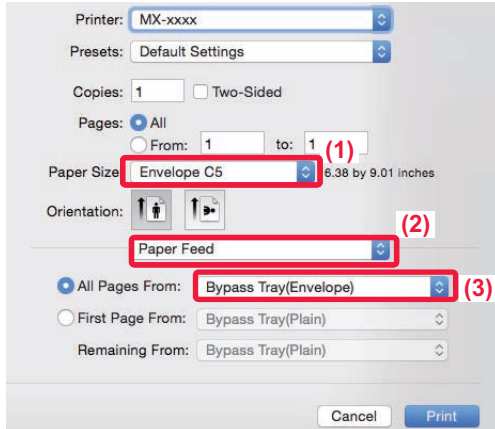 Printer: MX-xxxx
Presets: Default Settings
Copies: 1 Two-Sided
Pages: All
From: 1 to: 1
(1)
Paper Size: Envelope C5 6.38 by 9.01 inches
Orientation:
(2)
Paper Feed
All Pages From: Bypass Tray(Envelope) (3)
First Page From: Bypass Tray(Plain)
Remaining From: Bypass Tray(Plain)
Cancel Print